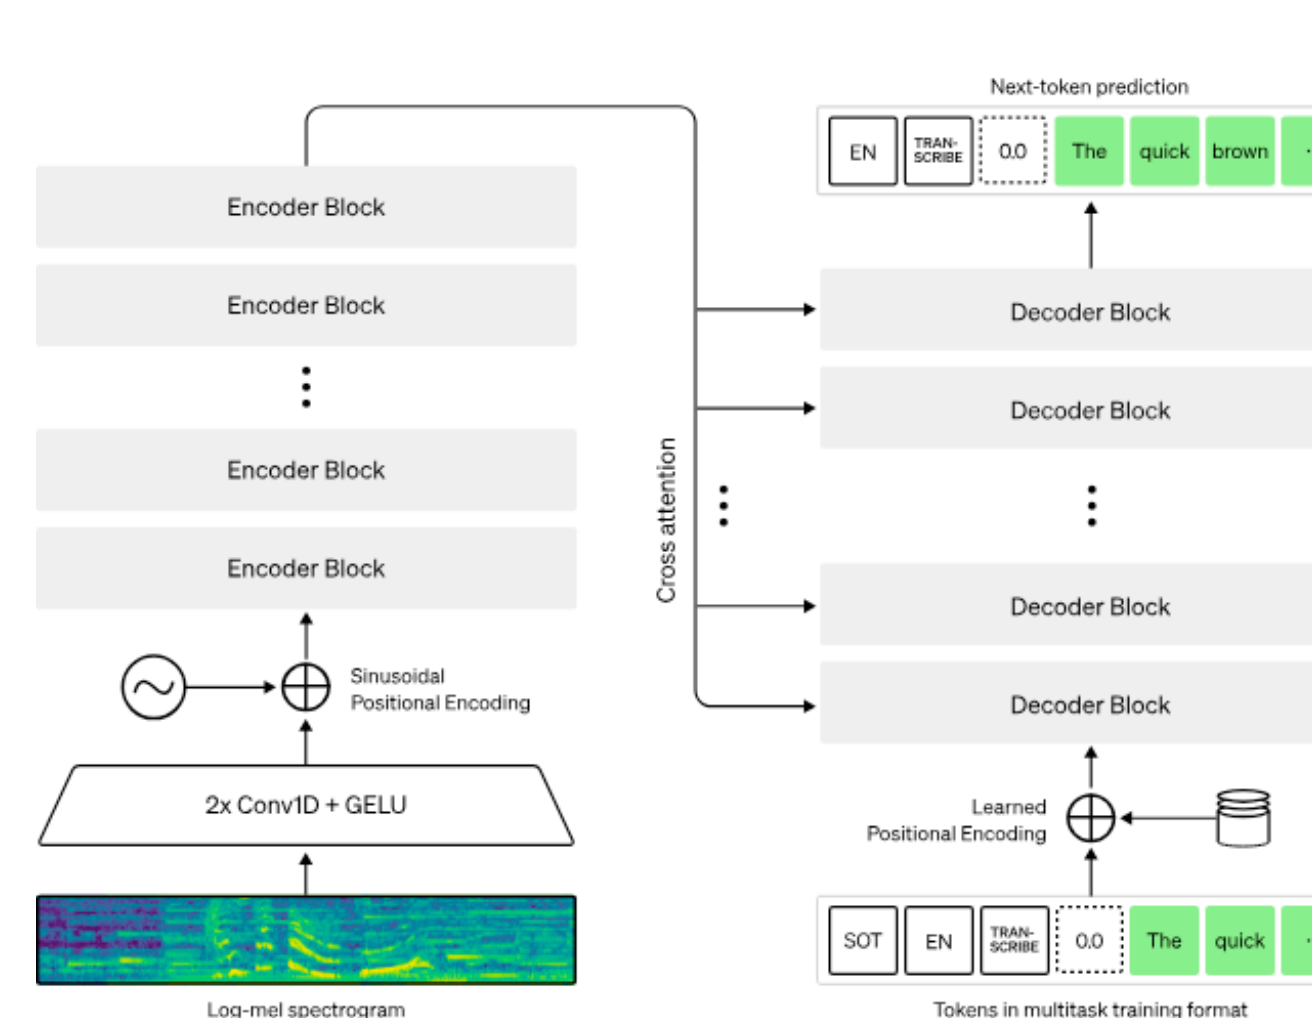 Next-token prediction
EN
TRAN-
SCRIBE
0.0
The
quick
brown
Encoder Block
Encoder Block
Encoder Block
Encoder Block
Sinusoidal
Positional Encoding
2x Conv1D + GELU
Log-mel spectrogram
Cross attention
Decoder Block
Decoder Block
Decoder Block
Decoder Block
Learned
Positional Encoding
SOT
EN
TRAN-
SCRIBE
0.0
The
quick
Tokens in multitask training format